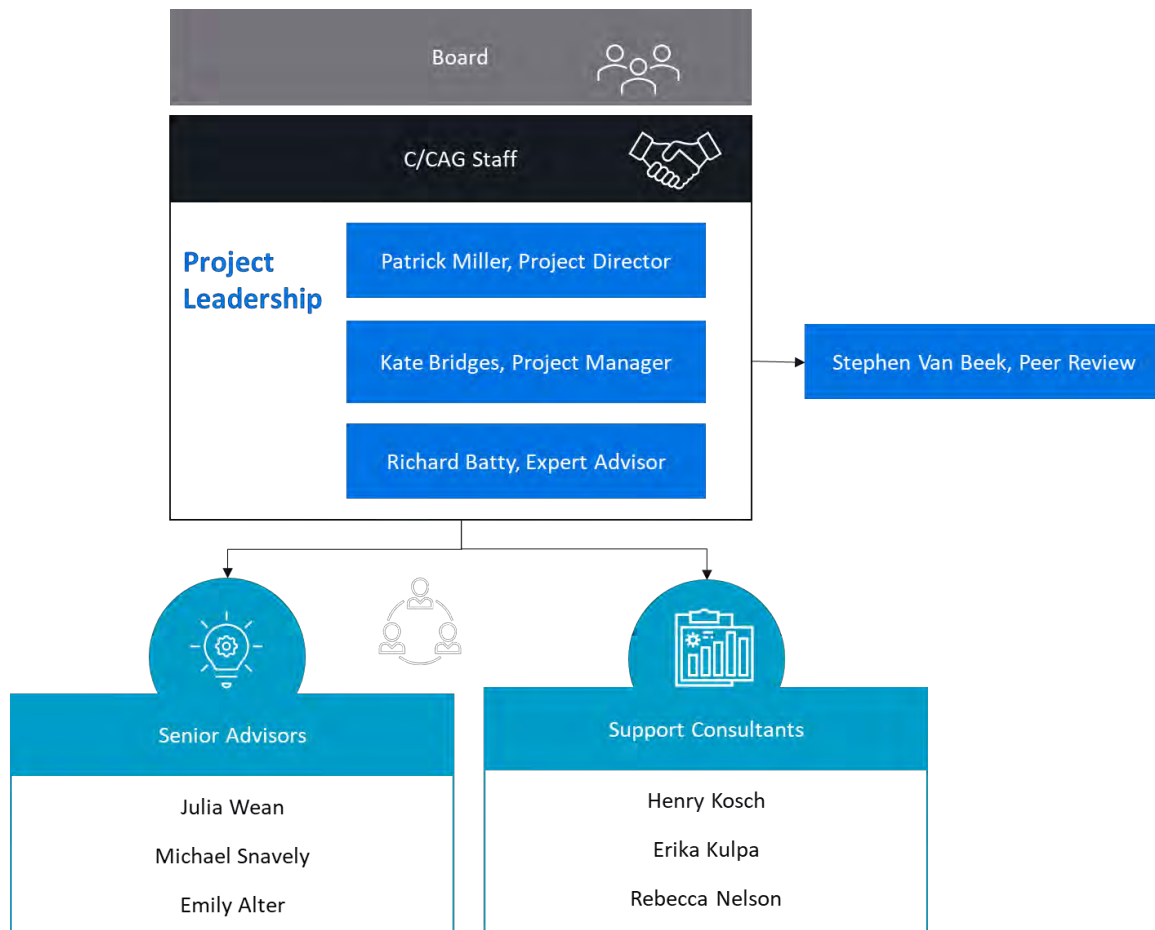 Board
C/CAG Staff
Project
Leadership
Patrick Miller, Project Director
Kate Bridges, Project Manager
Richard Batty, Expert Advisor
Stephen Van Beek, Peer Review
Senior Advisors
Julia Wean
Michael Snavely
Emily Alter
Support Consultants
Henry Kosch
Erika Kulpa
Rebecca Nelson